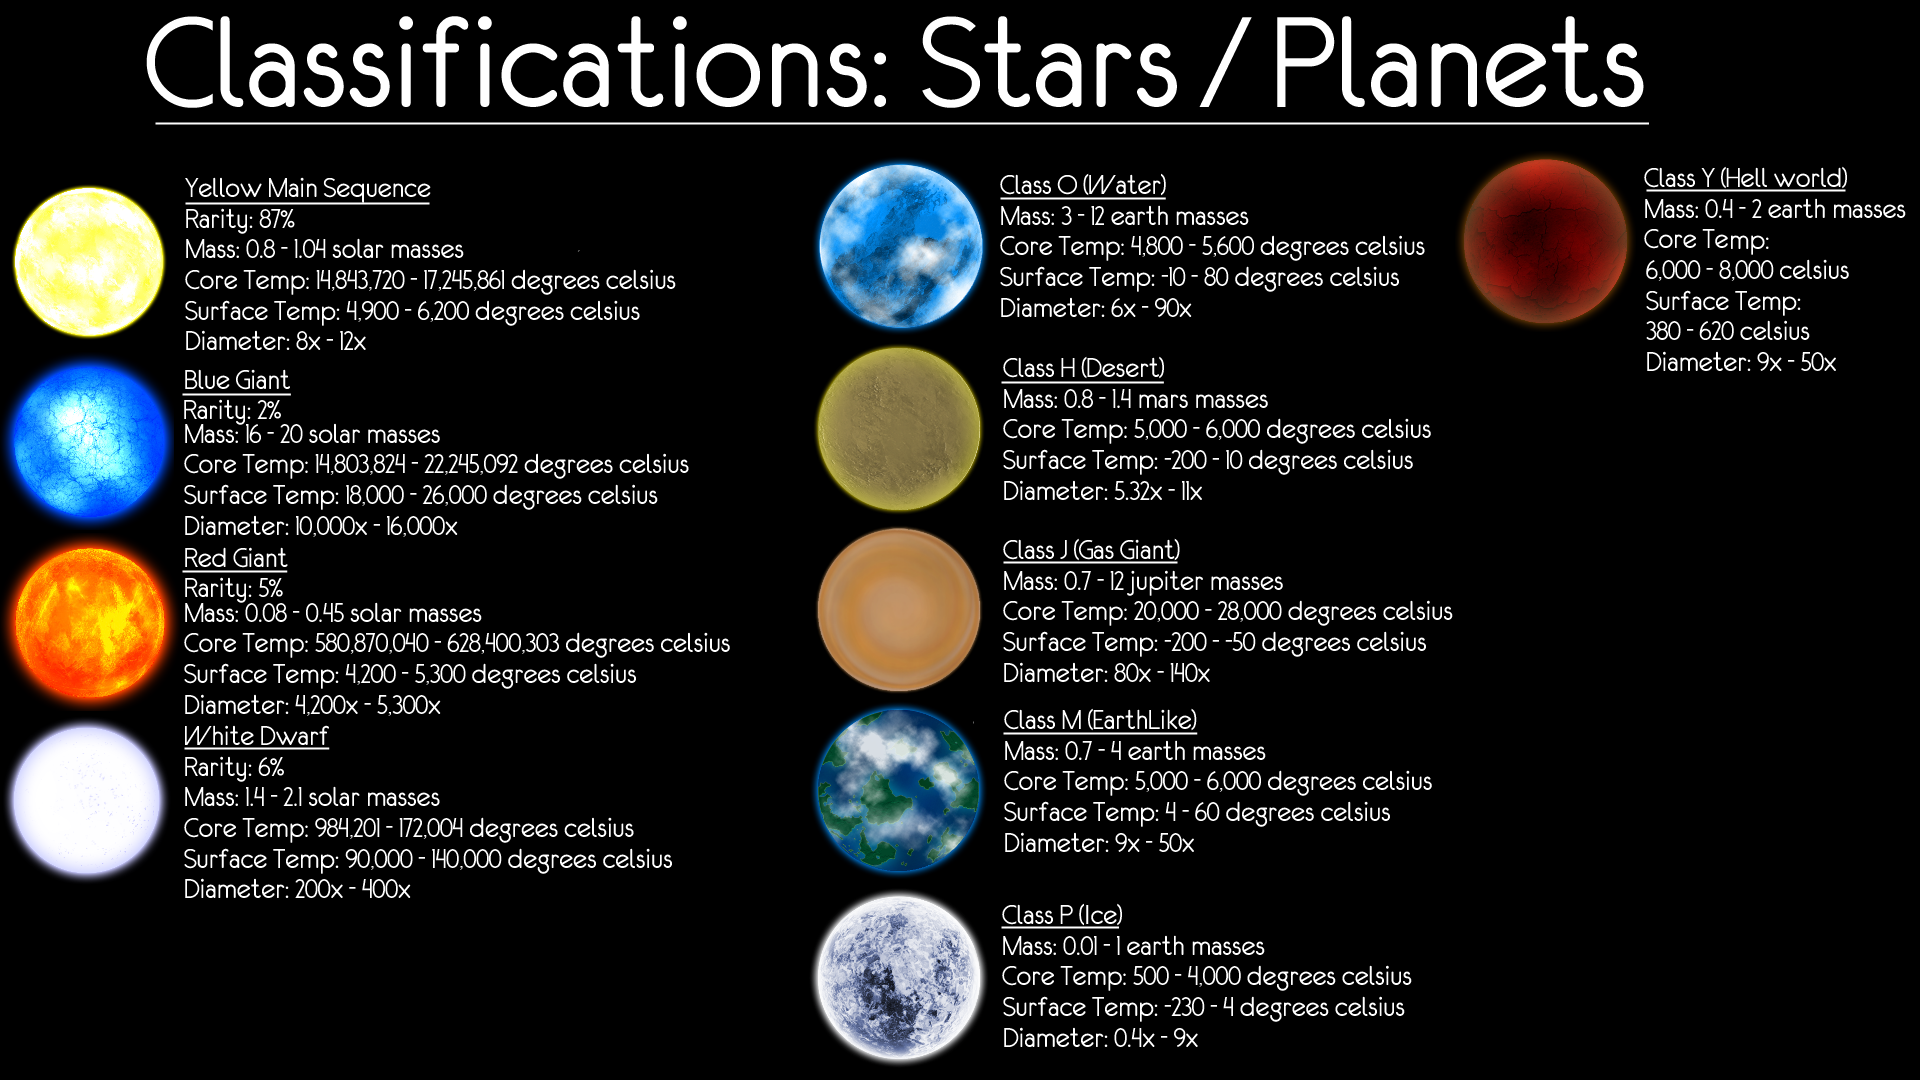 Classifications: Stars / Planets
Yellow Main Sequence
Rarity: 87%
Mass: 0.8 - 1.04 solar masses
Core Temp: 14,843,720 - 17,245,861 degrees celsius
Surface Temp: 4,900 - 6,200 degrees celsius
Diameter: 8x - 12x
Blue Giant
Rarity: 2%
Mass: 16 - 20 solar masses
Core Temp: 14,803,824 - 22,245,092 degrees celsius
Surface Temp: 18,000 - 26,000 degrees celsius
Diameter: 10,000x - 16,000x
Red Giant
Rarity: 5%
Mass: 0.08 - 0.45 solar masses
Core Temp: 580,870,040 - 628,400,303 degrees celsius
Surface Temp: 4,200 - 5,300 degrees celsius
Diameter: 4,200x - 5,300x
White Dwarf
Rarity: 6%
Mass: 1.4 - 2.1 solar masses
Core Temp: 984,201 - 172,004 degrees celsius
Surface Temp: 90,000 - 140,000 degrees celsius
Diameter: 200x - 400x
Class O (Water)
Mass: 3 - 12 earth masses
Core Temp: 4,800 - 5,600 degrees celsius
Surface Temp: -10 - 80 degrees celsius
Diameter: 6x - 90x
Class H (Desert)
Mass: 0.8 - 1.4 mars masses
Core Temp: 5,000 - 6,000 degrees celsius
Surface Temp: -200 - 10 degrees celsius
Diameter: 5.32x - 11x
Class J (Gas Giant)
Mass: 0.7 - 12 jupiter masses
Core Temp: 20,000 - 28,000 degrees celsius
Surface Temp: -200 - -50 degrees celsius
Diameter: 80x - 140x
Class M (EarthLike)
Mass: 0.7 - 4 earth masses
Core Temp: 5,000 - 6,000 degrees celsius
Surface Temp: 4 - 60 degrees celsius
Diameter: 9x - 50x
Class P (Ice)
Mass: 0.01 - 1 earth masses
Core Temp: 500 - 4,000 degrees celsius
Surface Temp: -230 - 4 degrees celsius
Diameter: 0.4x - 9x
Class Y (Hell world)
Mass: 0.4 - 2 earth masses
Core Temp:
6,000 - 8,000 celsius
Surface Temp:
380 - 620 celsius
Diameter: 9x - 50x